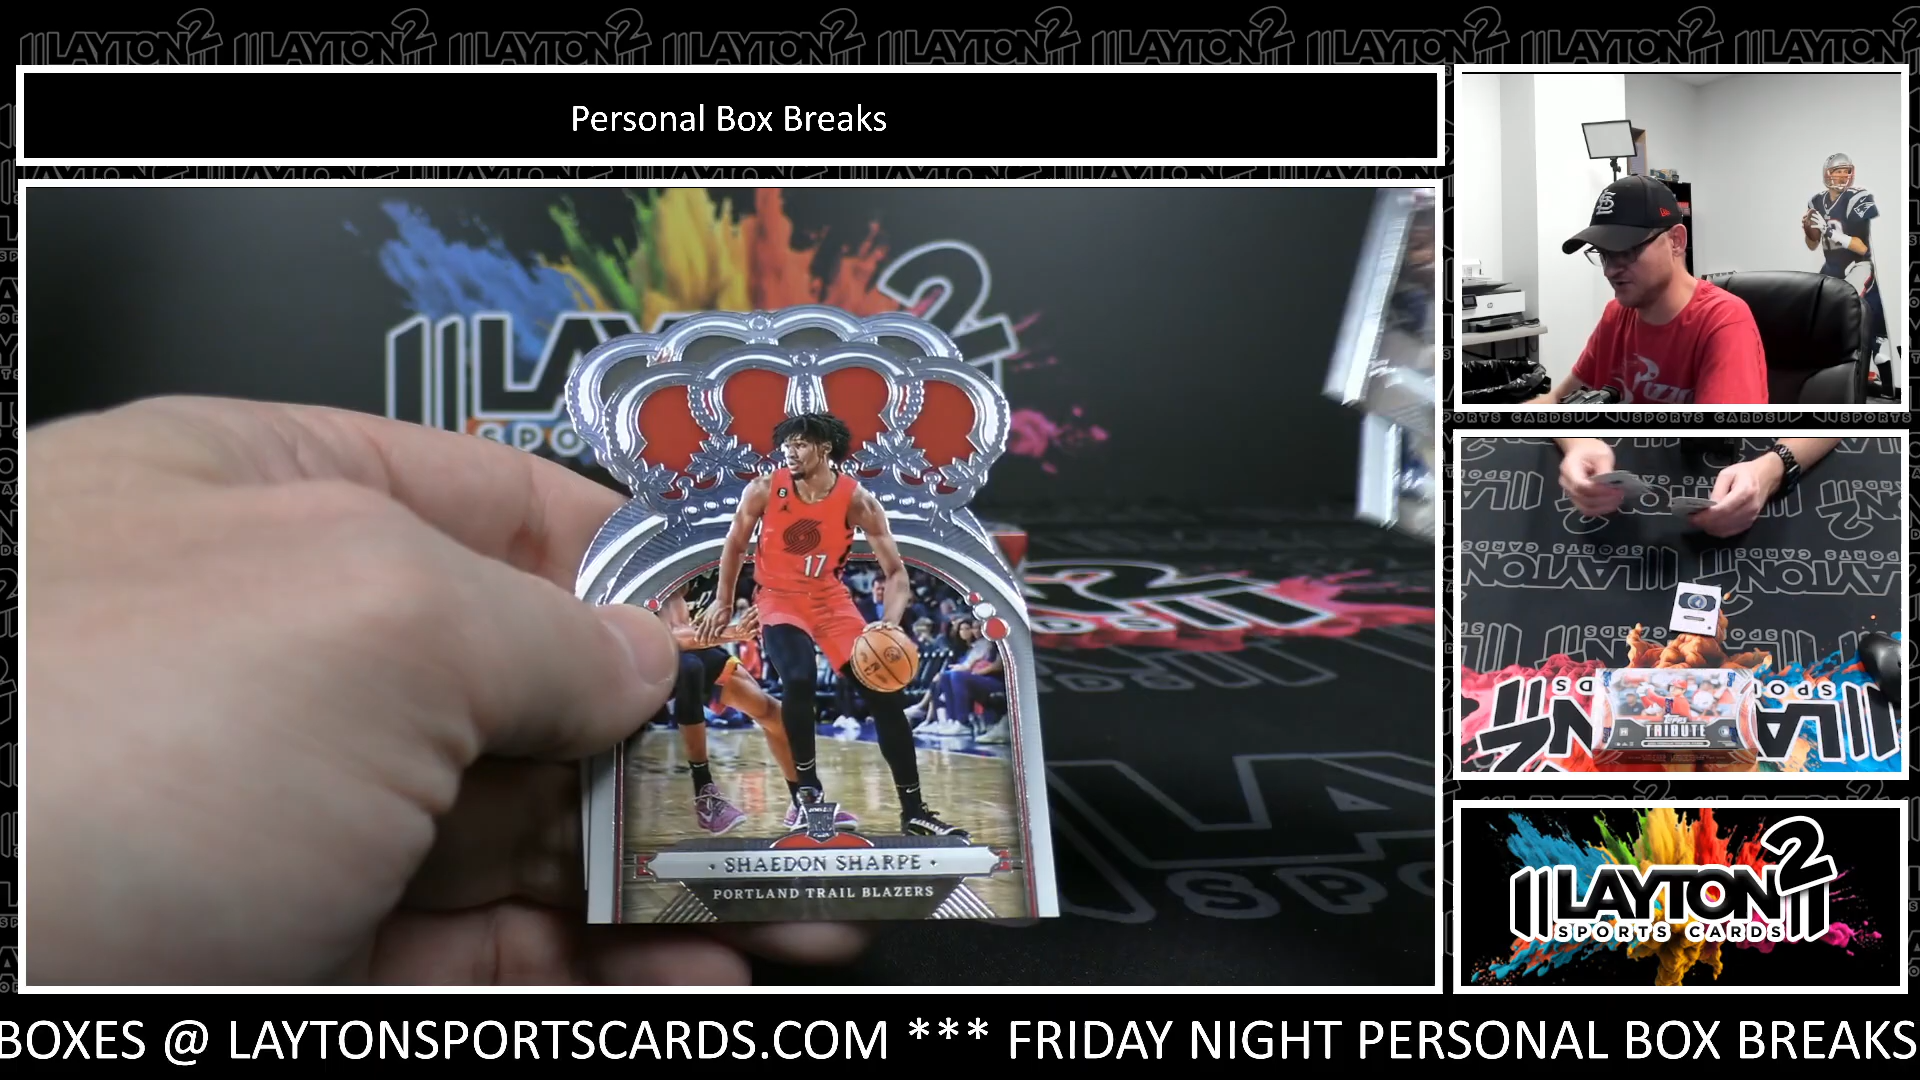 Personal Box Breaks
17
• SHAEDON SHARPE •
PORTLAND TRAIL BLAZERS
Topps
TRIBUTE
LAYTON 2
SPORTS CARDS
BOXES @ LAYTONSPORTSCARDS.COM *** FRIDAY NIGHT PERSONAL BOX BREAKS